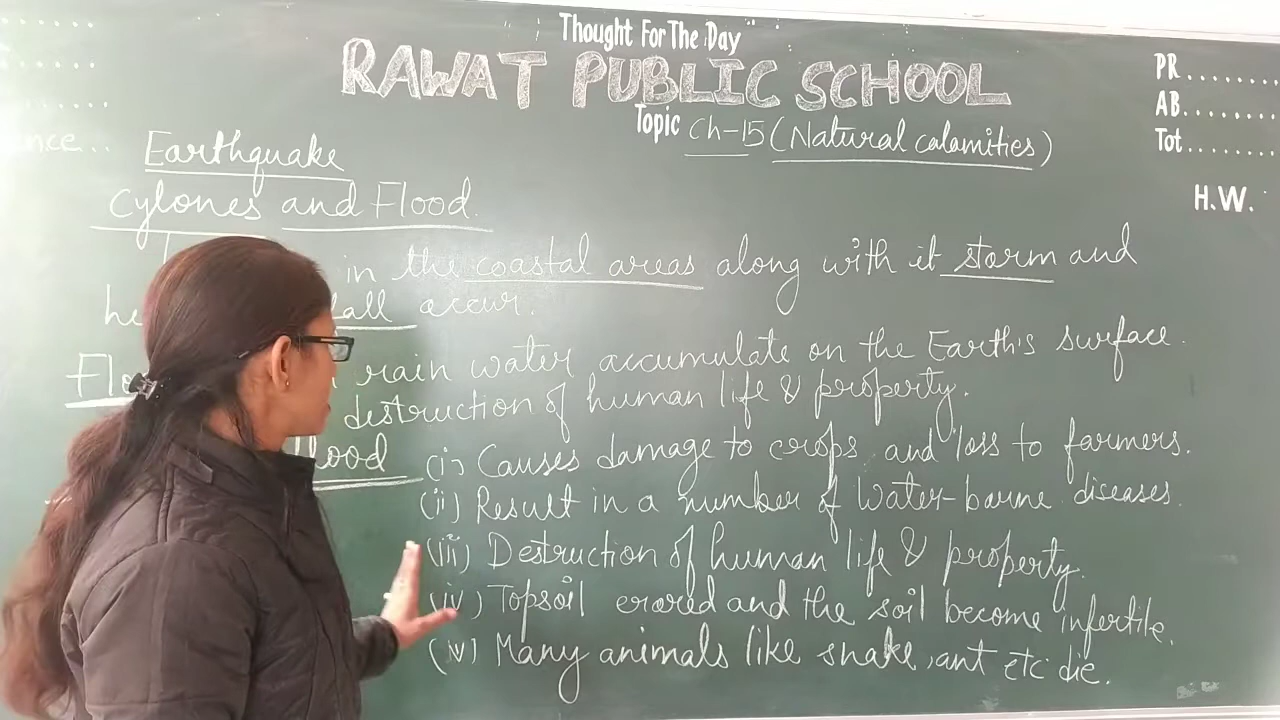 Thought For The Day
RAWAT PUBLIC SCHOOL
PR........
AB........
Tot........
H.W.
Topic Ch-15 (Natural calamities)
Earthquake
Cylones and Flood.
in the coastal areas along with it storm and
occur.
rain water accumulate on the Earth's surface.
destruction of human life & property.
(i) Causes damage to crops and loss to farmers.
(ii) Result in a number of Water-borne diseases.
(iii) Destruction of human life & property.
(iv) Topsoil erored and the soil become infertile.
(iv) Many animals like snake, ant etc die.